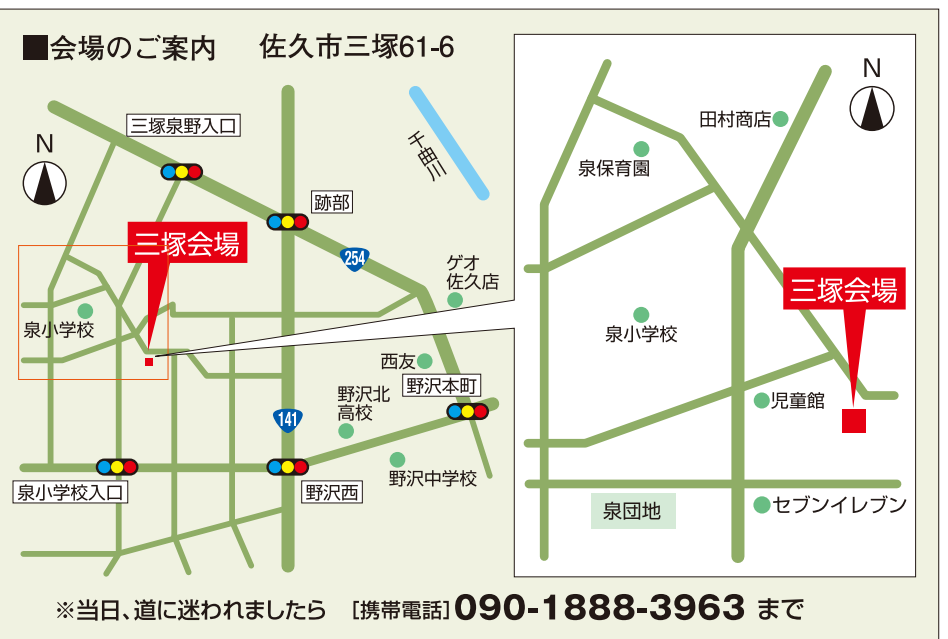 ■会場のご案内　佐久市三塚61-6
N
三塚泉野入口
千曲川
跡部
三塚会場
254
ゲオ
佐久店
泉小学校
西友
野沢本町
野沢北
高校
141
野沢中学校
泉小学校入口
野沢西
N
田村商店
泉保育園
三塚会場
泉小学校
児童館
泉団地
セブンイレブン
※当日、道に迷われましたら　[携帯電話]090-1888-3963 まで